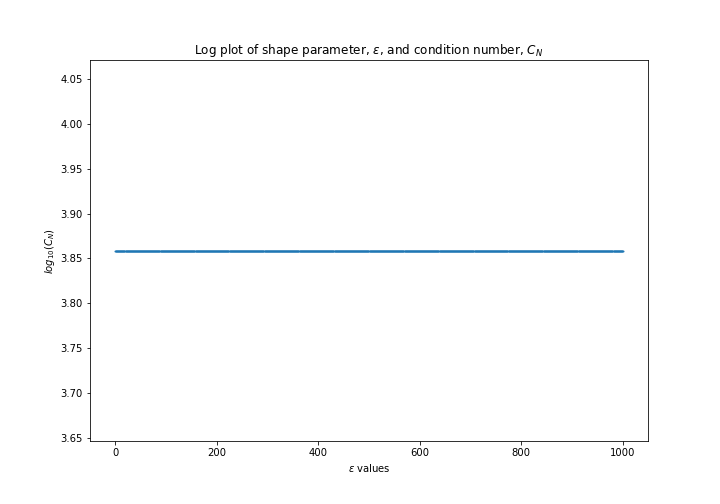 Log plot of shape parameter, ε, and condition number, C_N
4.05
4.00
3.95
3.90
3.85
3.80
3.75
3.70
3.65
log₁₀(C_N)
0 200 400 600 800 1000
ε values